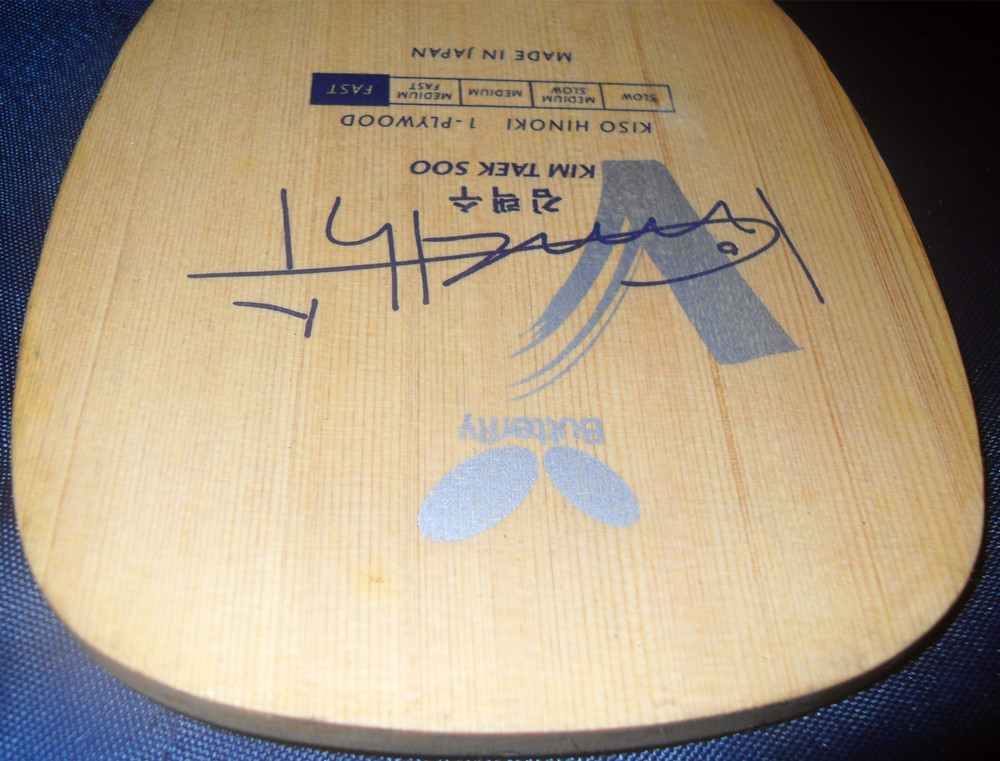 Butterfly
김택수
KIM TAEK SOO
KISO HINOKI 1-PLYWOOD
SLOW MEDIUM SLOW MEDIUM MEDIUM FAST FAST
MADE IN JAPAN